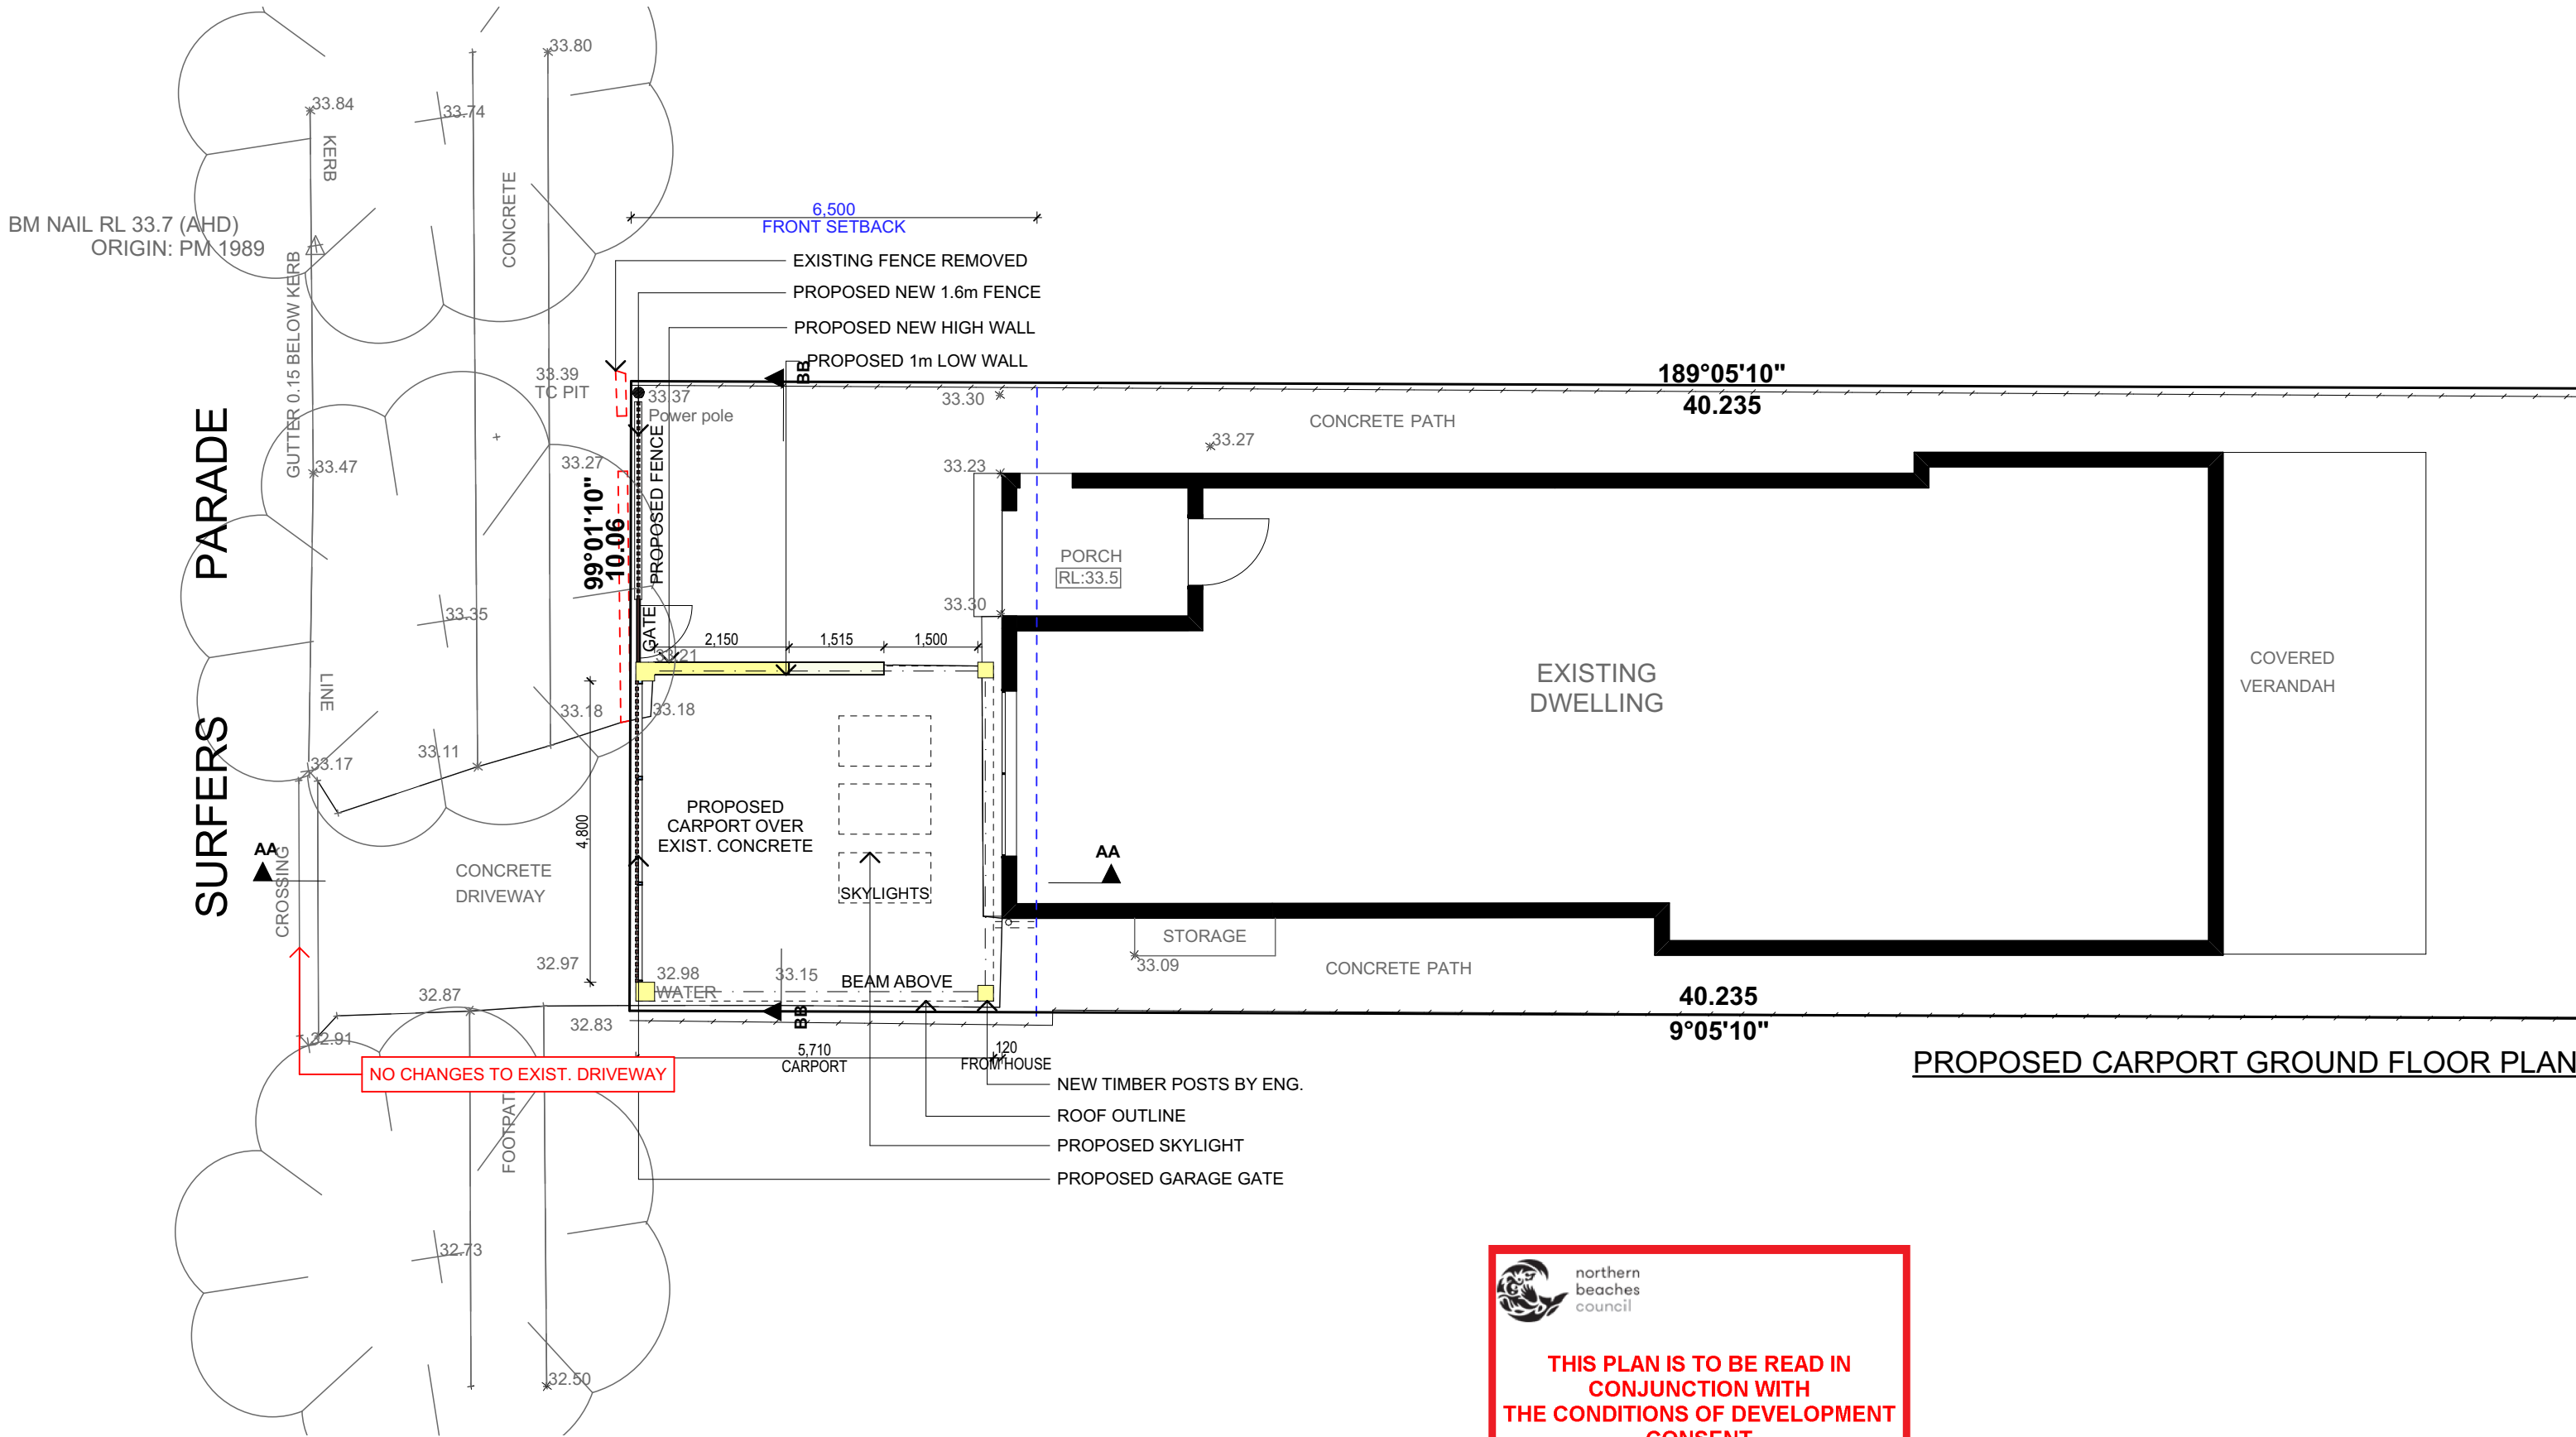 33.80
33.84
33.74
KERB
CONCRETE
BM NAIL RL 33.7 (AHD)
ORIGIN: PM 1989
GUTTER 0.15 BELOW KERB
6,500
FRONT SETBACK
EXISTING FENCE REMOVED
PROPOSED NEW 1.6m FENCE
PROPOSED NEW HIGH WALL
PROPOSED 1m LOW WALL
BB
33.39
TC PIT
33.37
Power pole
33.30
189°05'10"
40.235
CONCRETE PATH
33.27
33.47
33.27
33.23
99°01'10"
10.06
PROPOSED FENCE
SURFERS PARADE
PORCH
RL:33.5
33.35
33.30
GATE
2,150
1,515
1,500
33.21
EXISTING
DWELLING
COVERED
VERANDAH
LINE
33.18
33.18
33.11
33.17
4,800
PROPOSED
CARPORT OVER
EXIST. CONCRETE
AA
CROSSING
CONCRETE
DRIVEWAY
SKYLIGHTS
AA
STORAGE
33.09
CONCRETE PATH
32.97
32.98
WATER
33.15
BEAM ABOVE
32.87
32.83
BB
40.235
9°05'10"
32.91
5,710
CARPORT
120
FROM HOUSE
PROPOSED CARPORT GROUND FLOOR PLAN
NO CHANGES TO EXIST. DRIVEWAY
NEW TIMBER POSTS BY ENG.
ROOF OUTLINE
PROPOSED SKYLIGHT
PROPOSED GARAGE GATE
FOOTPAT
32.73
32.50
northern
beaches
council
THIS PLAN IS TO BE READ IN
CONJUNCTION WITH
THE CONDITIONS OF DEVELOPMENT
CONSENT